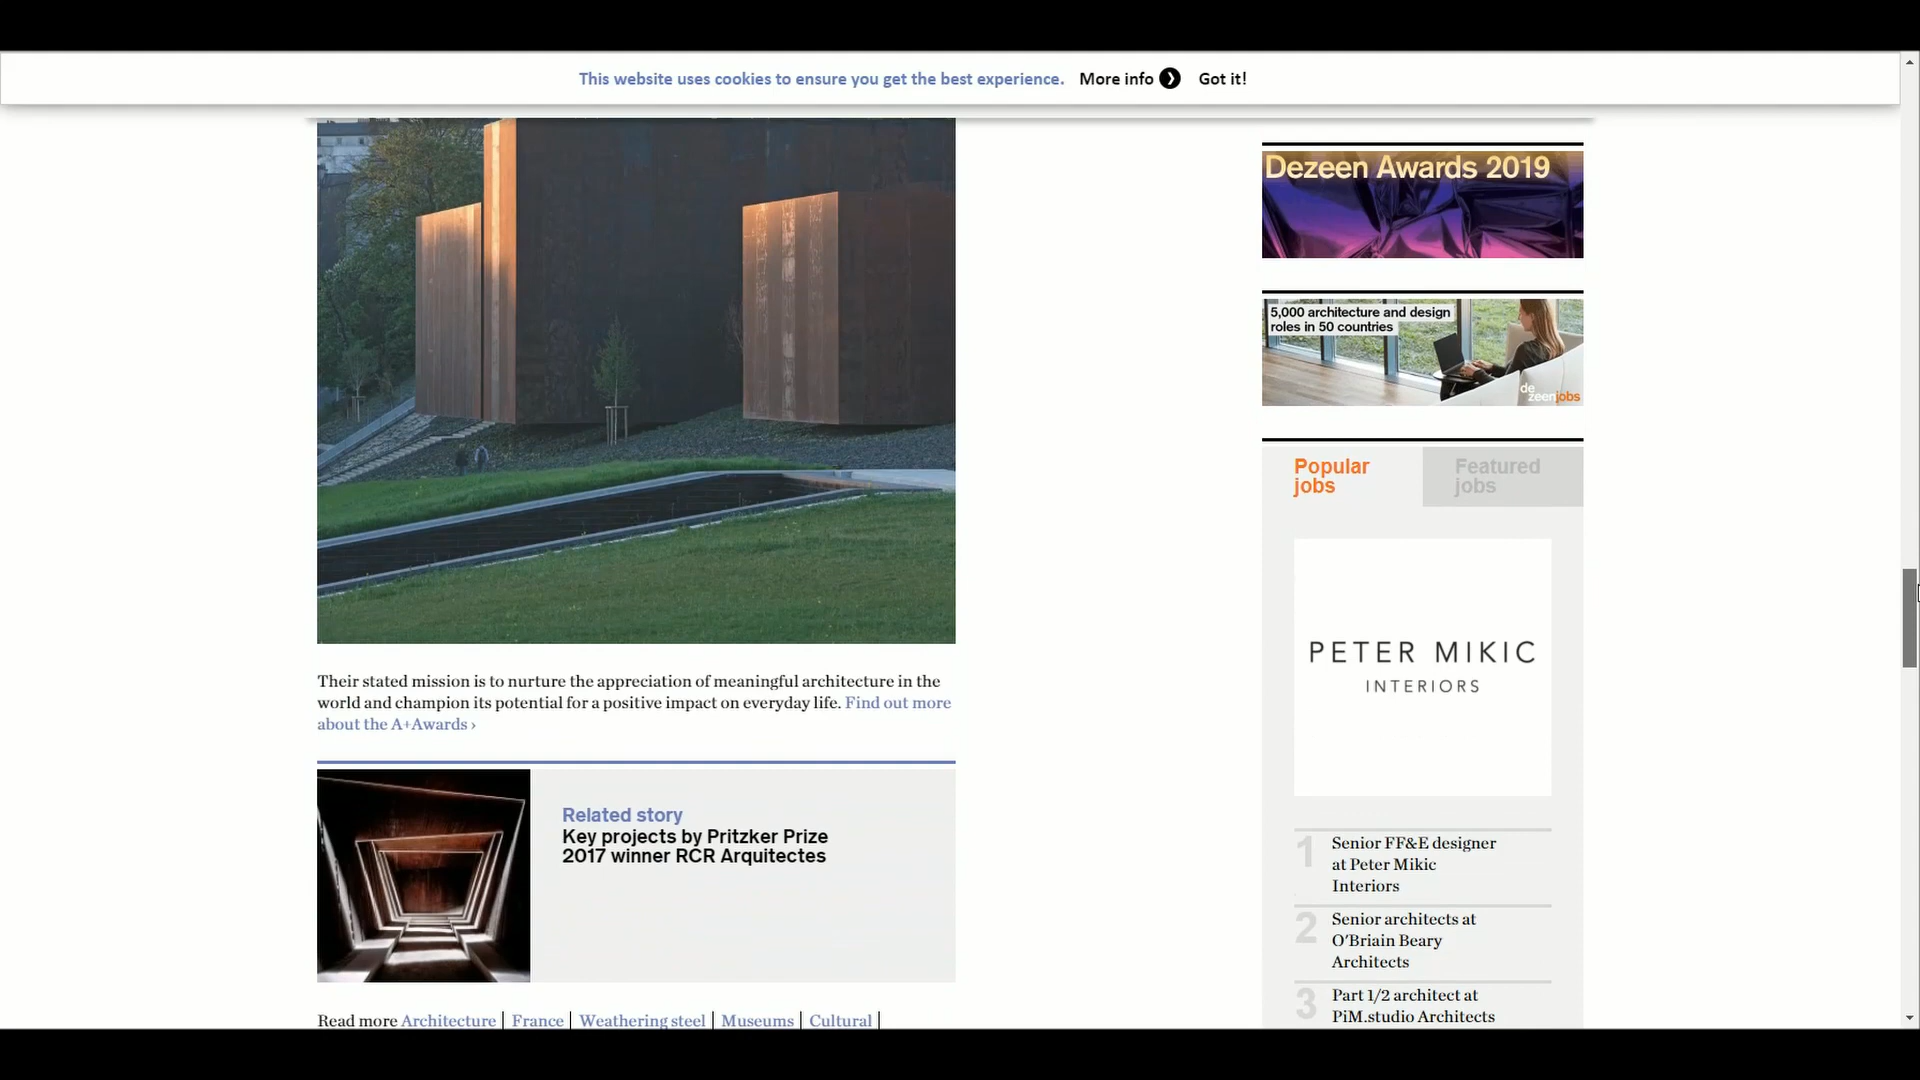 This website uses cookies to ensure you get the best experience. More info Got it!
Dezeen Awards 2019
5,000 architecture and design
roles in 50 countries
de
zeenjobs
Popular
jobs
Featured
jobs
PETER MIKIC
INTERIORS
Their stated mission is to nurture the appreciation of meaningful architecture in the
world and champion its potential for a positive impact on everyday life. Find out more
about the A+Awards ›
Related story
Key projects by Pritzker Prize
2017 winner RCR Arquitectes
1 Senior FF&E designer
at Peter Mikic
Interiors
2 Senior architects at
O'Briain Beary
Architects
3 Part 1/2 architect at
PiM.studio Architects
Read more Architecture | France | Weathering steel | Museums | Cultural |